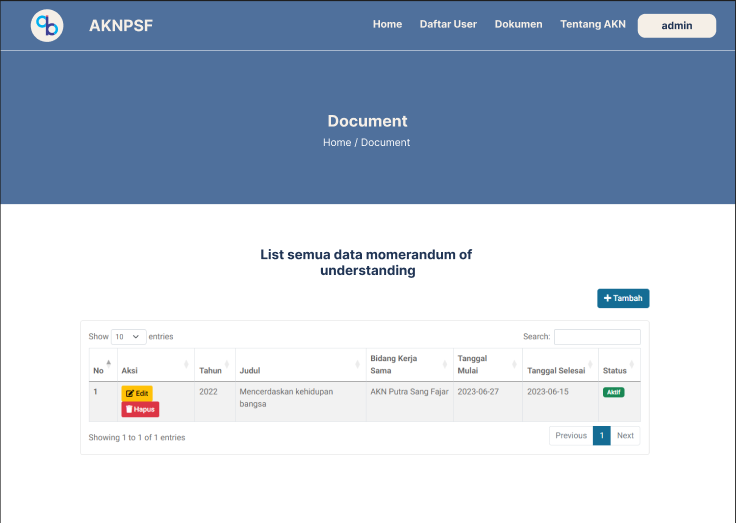 AKNPSF
Home Daftar User Dokumen Tentang AKN admin
Document
Home / Document
List semua data momerandum of
understanding
Tambah
Show 10 entries Search:
No Aksi Tahun Judul Bidang Kerja Sama Tanggal Mulai Tanggal Selesai Status
1 Edit Hapus 2022 Mencerdaskan kehidupan bangsa AKN Putra Sang Fajar 2023-06-27 2023-06-15 Aktif
Showing 1 to 1 of 1 entries Previous 1 Next